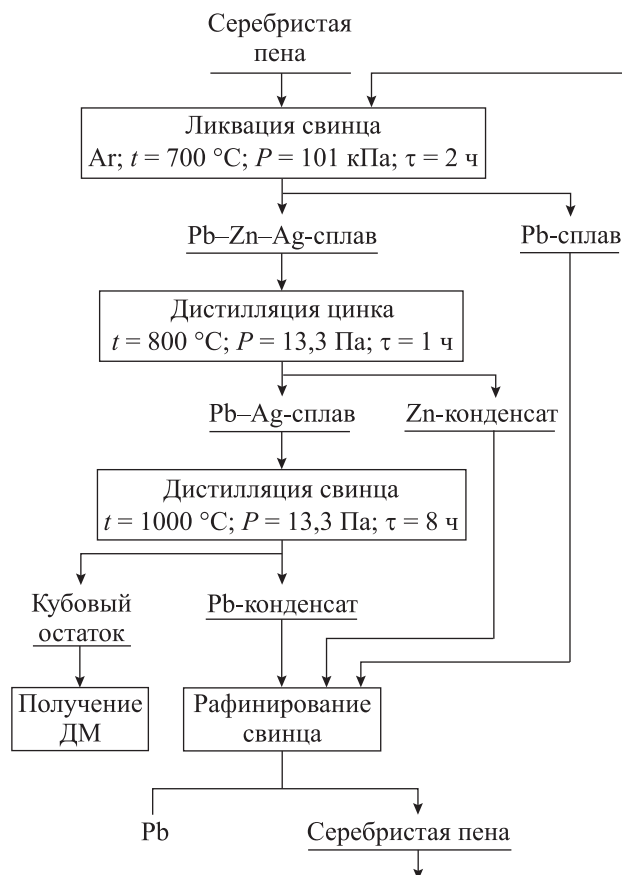 Серебристая
пена
Ликвация свинца
Ar; t = 700 °C; P = 101 кПа; τ = 2 ч
Pb–Zn–Ag-сплав
Pb-сплав
Дистилляция цинка
t = 800 °C; P = 13,3 Па; τ = 1 ч
Pb–Ag-сплав
Zn-конденсат
Дистилляция свинца
t = 1000 °C; P = 13,3 Па; τ = 8 ч
Кубовый
остаток
Pb-конденсат
Получение
ДМ
Рафинирование
свинца
Pb
Серебристая пена